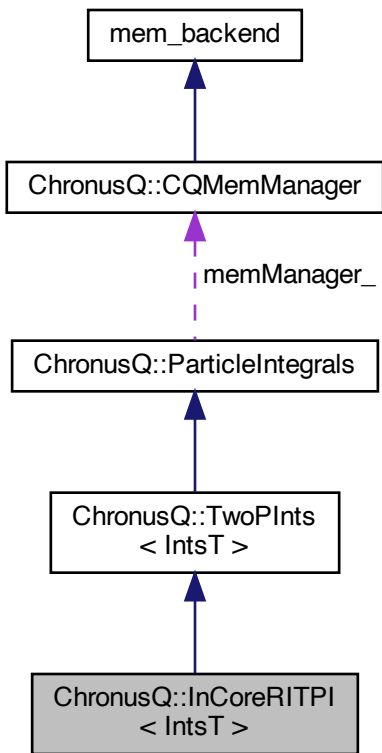 mem_backend
ChronusQ::CQMemManager
memManager_
ChronusQ::ParticleIntegrals
ChronusQ::TwoPInts
< IntsT >
ChronusQ::InCoreRITPI
< IntsT >